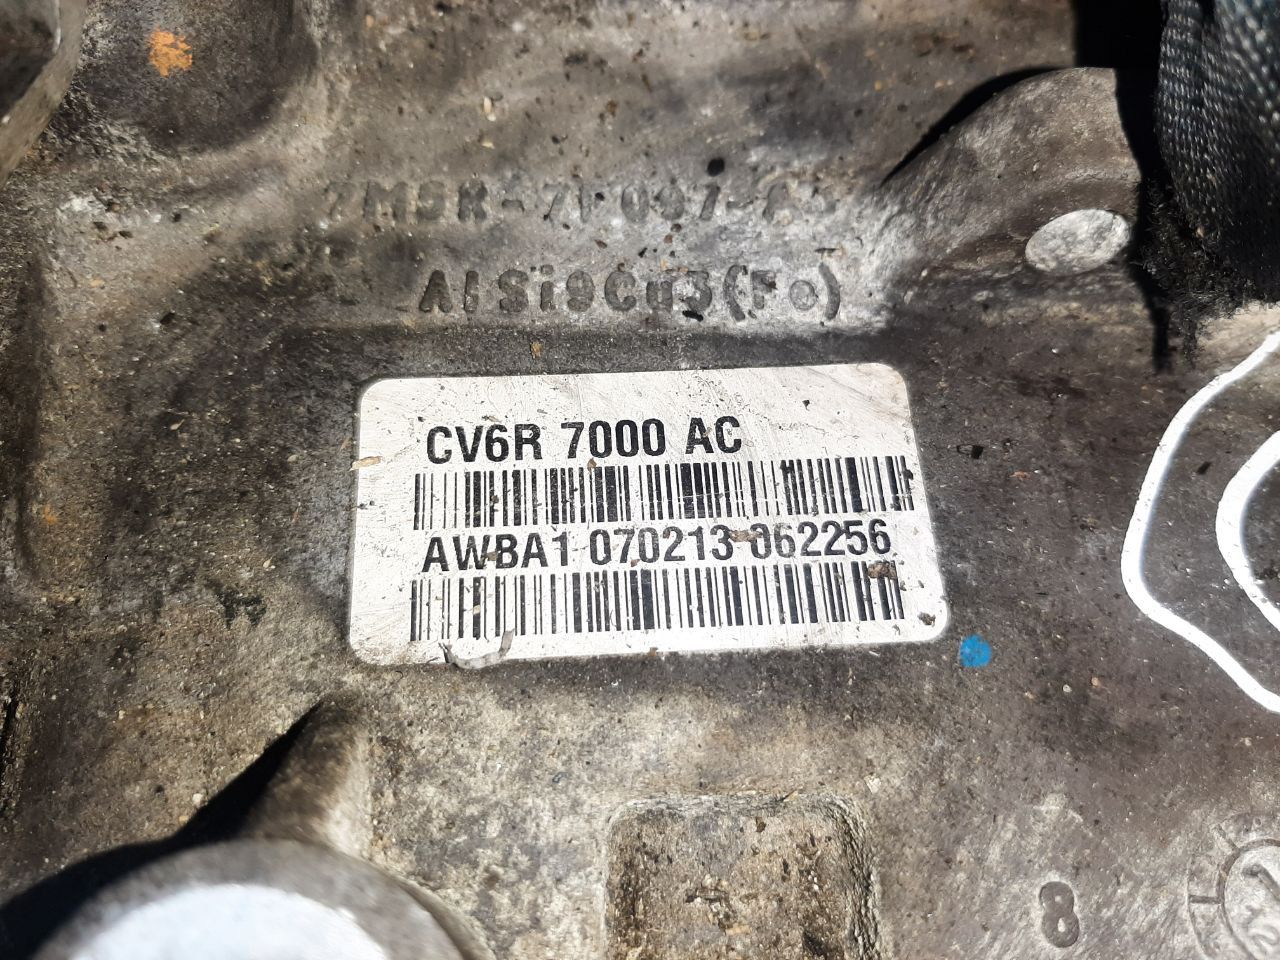 AlSi9Cu3(Fe)
CV6R 7000 AC
AWBA1 070213 062256
8